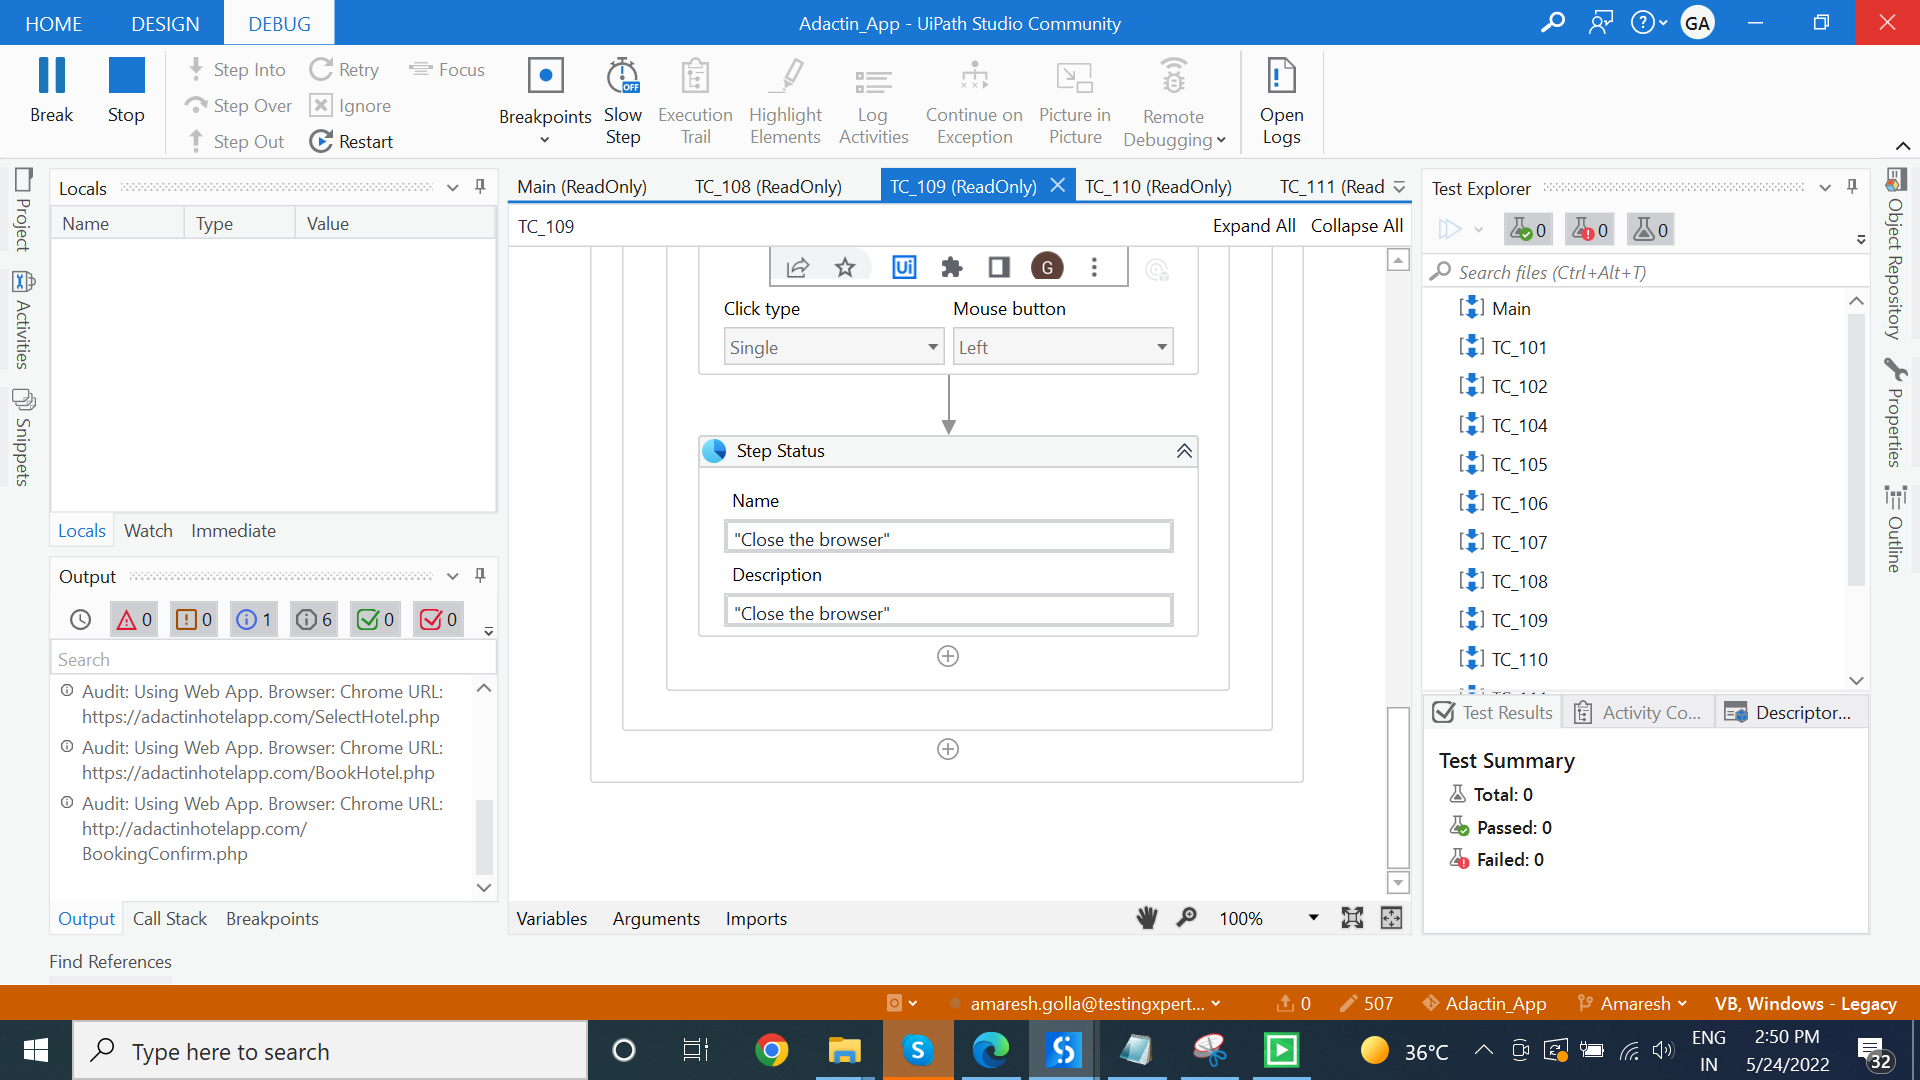 HOME DESIGN DEBUG
Adactin_App - UiPath Studio Community
GA
Break
Stop
Step Into
Step Over
Step Out
Retry
Ignore
Restart
Focus
Breakpoints
Slow
Step
Execution
Trail
Highlight
Elements
Log
Activities
Continue on
Exception
Picture in
Picture
Remote
Debugging
Open
Logs
Project
Activities
Snippets
Locals
Name Type Value
Locals Watch Immediate
Output
0 0 1 6 0 0
Search
Audit: Using Web App. Browser: Chrome URL:
https://adactinhotelapp.com/SelectHotel.php
Audit: Using Web App. Browser: Chrome URL:
https://adactinhotelapp.com/BookHotel.php
Audit: Using Web App. Browser: Chrome URL:
http://adactinhotelapp.com/
BookingConfirm.php
Output Call Stack Breakpoints
Find References
Main (ReadOnly) TC_108 (ReadOnly) TC_109 (ReadOnly) TC_110 (ReadOnly) TC_111 (Read
TC_109
Expand All Collapse All
Ui
G
Click type Mouse button
Single Left
Step Status
Name
"Close the browser"
Description
"Close the browser"
Variables Arguments Imports
100%
Test Explorer
0 0 0
Search files (Ctrl+Alt+T)
Main
TC_101
TC_102
TC_104
TC_105
TC_106
TC_107
TC_108
TC_109
TC_110
Test Results Activity Co... Descriptor...
Test Summary
Total: 0
Passed: 0
Failed: 0
Object Repository
Properties
Outline
amaresh.golla@testingxpert... 0 507 Adactin_App Amaresh VB, Windows - Legacy
Type here to search
36°C
ENG
IN
2:50 PM
5/24/2022
32